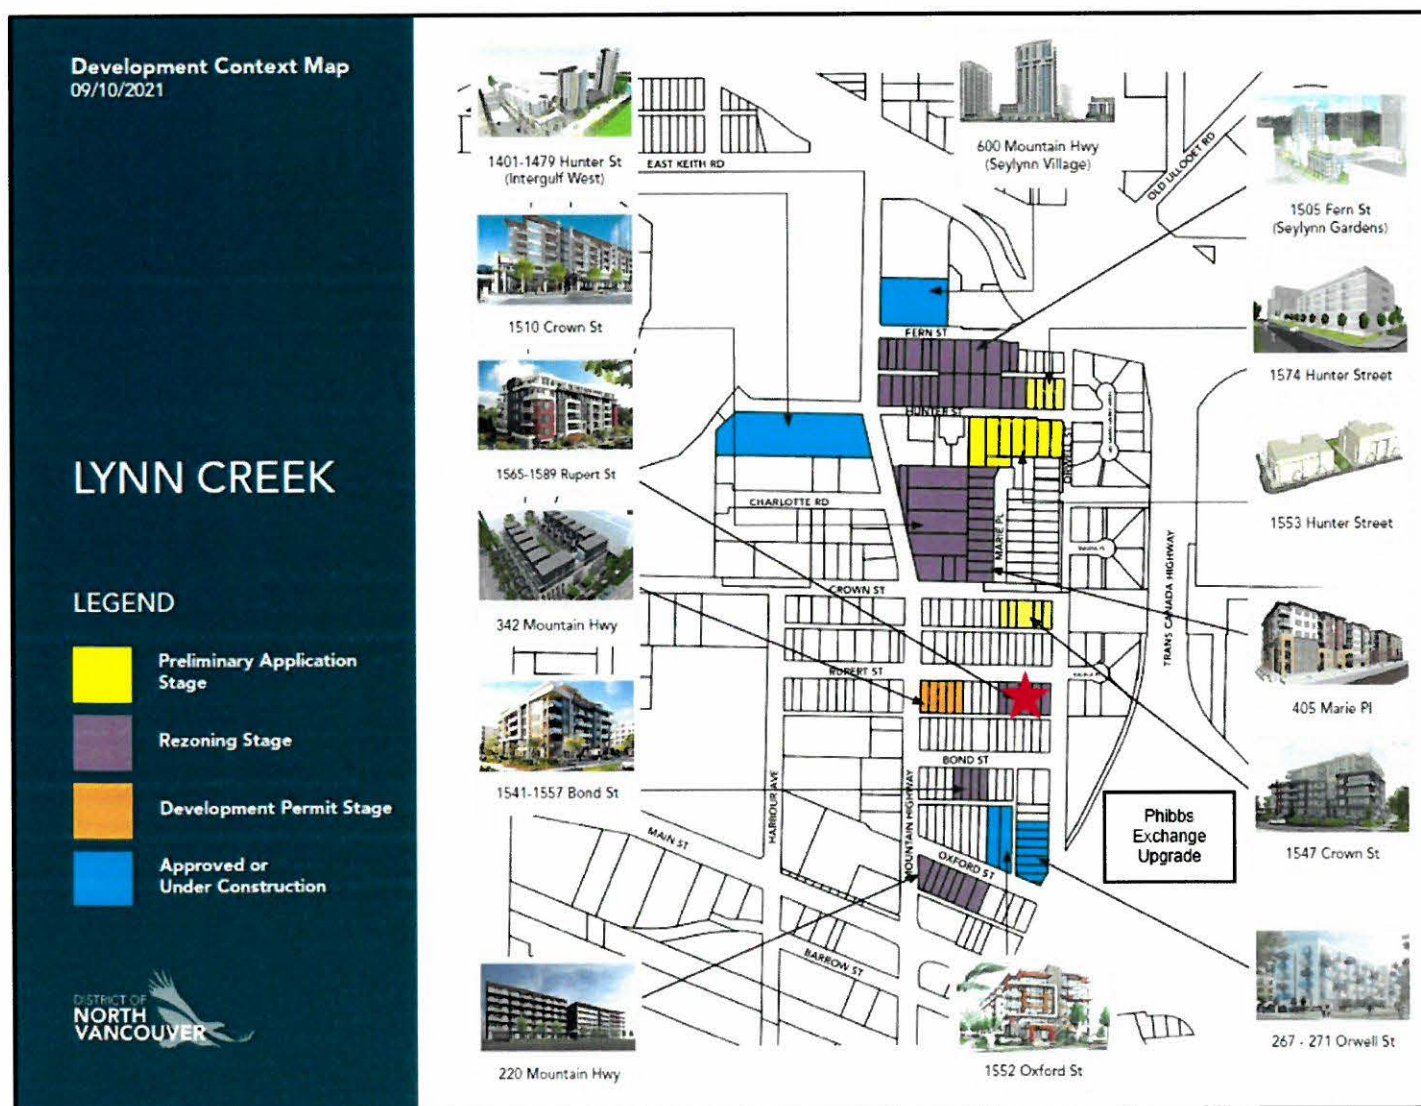 Development Context Map
09/10/2021
LYNN CREEK
LEGEND
Preliminary Application
Stage
Rezoning Stage
Development Permit Stage
Approved or
Under Construction
DISTRICT OF
NORTH
VANCOUVER
1401-1479 Hunter St
(Intergulf West)
1510 Crown St
1565-1589 Rupert St
342 Mountain Hwy
1541-1557 Bond St
220 Mountain Hwy
600 Mountain Hwy
(Seylynn Village)
1505 Fern St
(Seylynn Gardens)
1574 Hunter Street
1553 Hunter Street
405 Marie Pl
1547 Crown St
267 - 271 Orwell St
1552 Oxford St
Phibbs
Exchange
Upgrade
EAST KEITH RD
OLD LILLOOET RD
FERN ST
HUNTER ST
ORWELL ST
CHARLOTTE RD
MARIE PL
CROWN ST
TRANS CANADA HIGHWAY
RUPERT ST
BOND ST
HARBOUR AVE
MOUNTAIN HIGHWAY
MAIN ST
OXFORD ST
BARROW ST